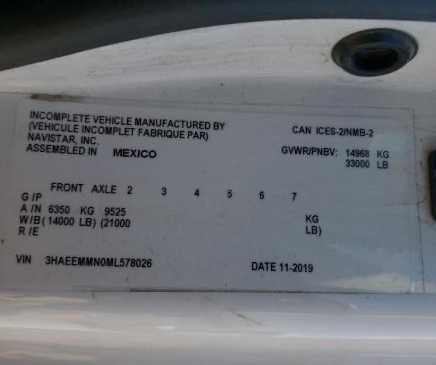 INCOMPLETE VEHICLE MANUFACTURED BY
(VEHICULE INCOMPLET FABRIQUE PAR)
NAVISTAR, INC.
ASSEMBLED IN MEXICO
CAN ICES-2/NMB-2
GVWR/PNBV: 14968 KG
33000 LB
FRONT AXLE 2 3 4 5 6 7
G/P
A/N 6350 KG 9525 KG
W/B( 14000 LB) (21000 LB)
R/E
VIN 3HAEEMMN0ML578026 DATE 11-2019